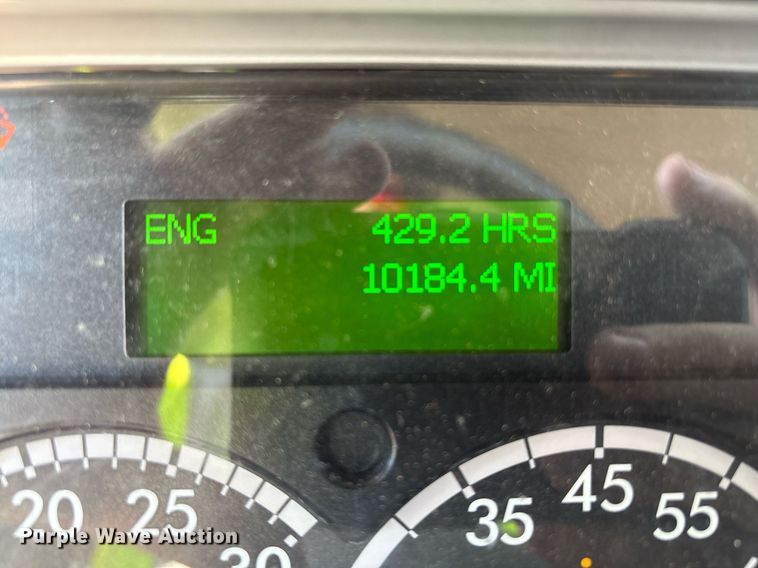 ENG 429.2 HRS
10184.4 MI
20 25 30
35 45 55
Purple Wave Auction